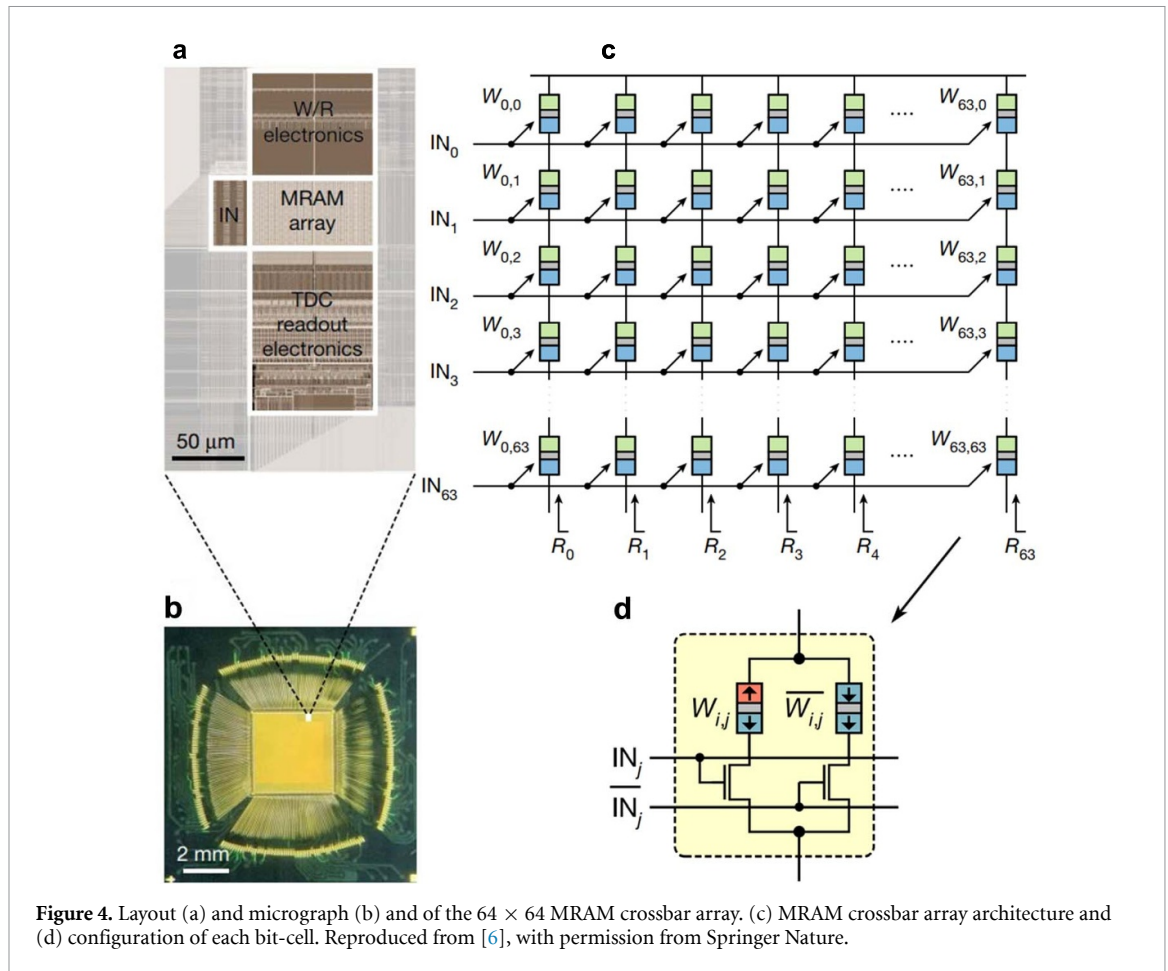 a
W/R
electronics
IN
MRAM
array
TDC
readout
electronics
50 μm
b
2 mm
c
W0,0 .... W63,0
IN0
W0,1 .... W63,1
IN1
W0,2 .... W63,2
IN2
W0,3 .... W63,3
IN3
W0,63 .... W63,63
IN63
R0 R1 R2 R3 R4 R63
d
Wi,j W̅i,j
INj
I̅N̅j
Figure 4. Layout (a) and micrograph (b) and of the 64 × 64 MRAM crossbar array. (c) MRAM crossbar array architecture and
(d) configuration of each bit-cell. Reproduced from [6], with permission from Springer Nature.